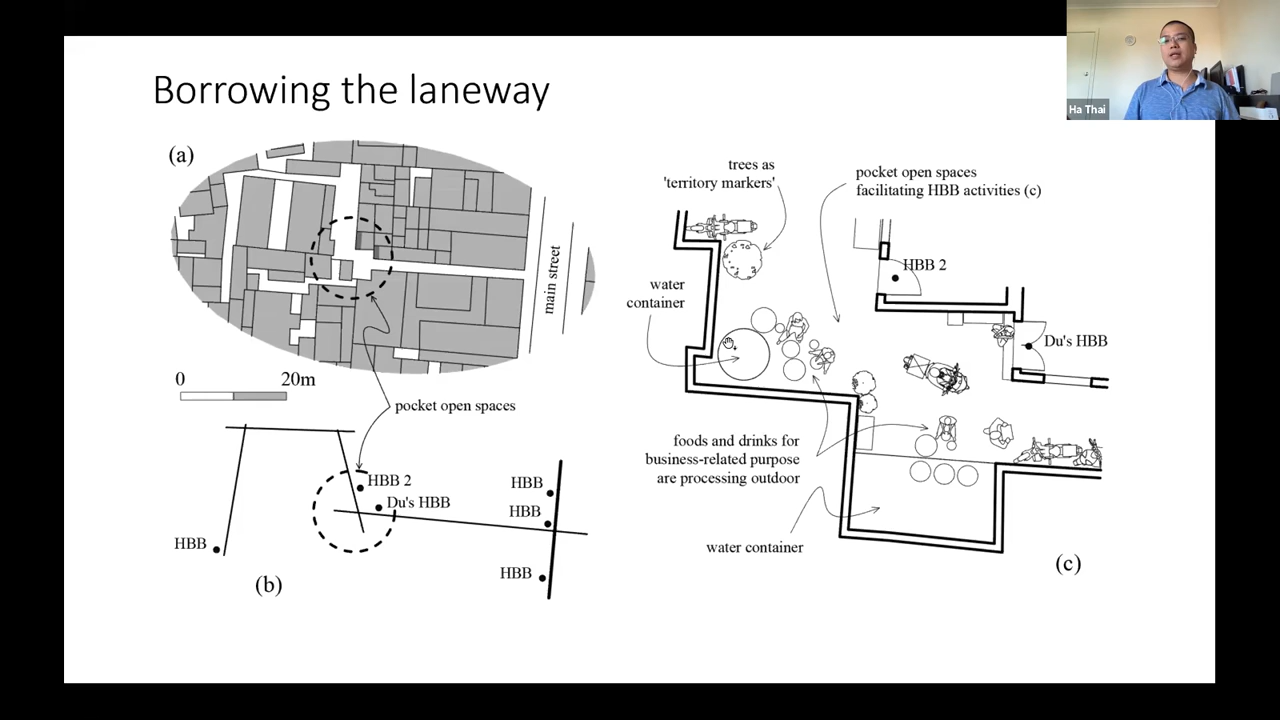 Borrowing the laneway
Ha Thai
(a)
main street
0 20m
pocket open spaces
HBB 2
Du's HBB
HBB
HBB
HBB
HBB
(b)
trees as
'territory markers'
pocket open spaces
facilitating HBB activities (c)
water
container
HBB 2
Du's HBB
foods and drinks for
business-related purpose
are processing outdoor
water container
(c)